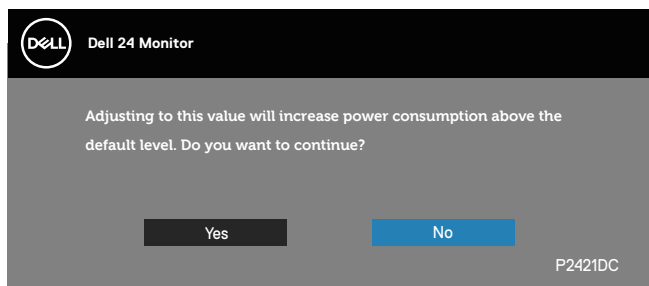 DELL
Dell 24 Monitor
Adjusting to this value will increase power consumption above the
default level. Do you want to continue?
Yes
No
P2421DC